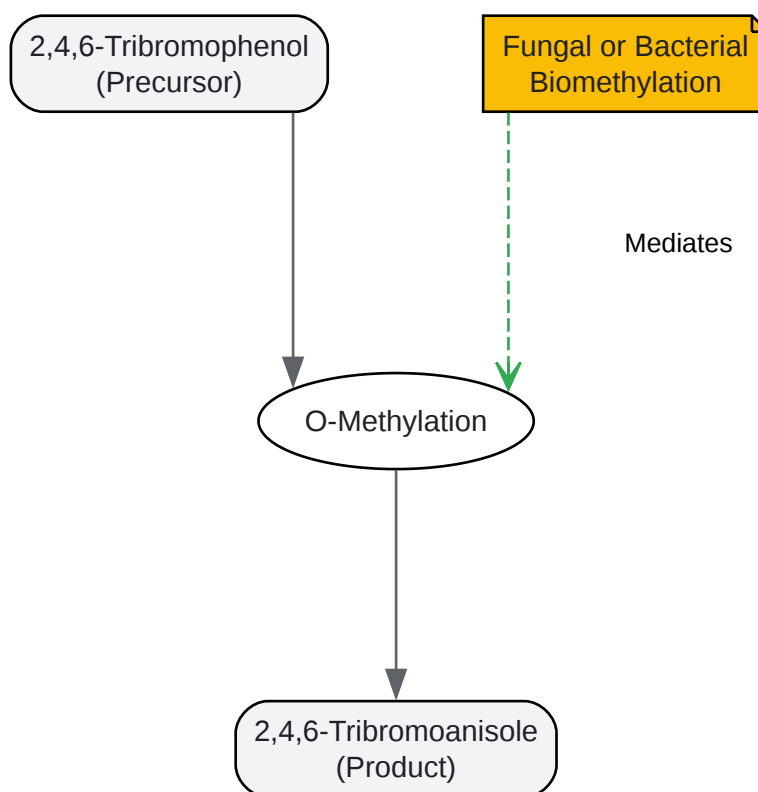 2,4,6-Tribromophenol
(Precursor)
Fungal or Bacterial
Biomethylation
Mediates
O-Methylation
2,4,6-Tribromoanisole
(Product)